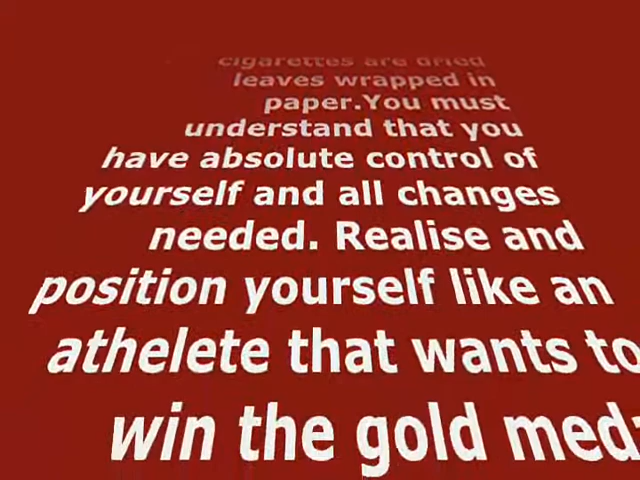 cigarettes are dried
leaves wrapped in
paper.You must
understand that you
have absolute control of
yourself and all changes
needed. Realise and
position yourself like an
athelete that wants to
win the gold meda